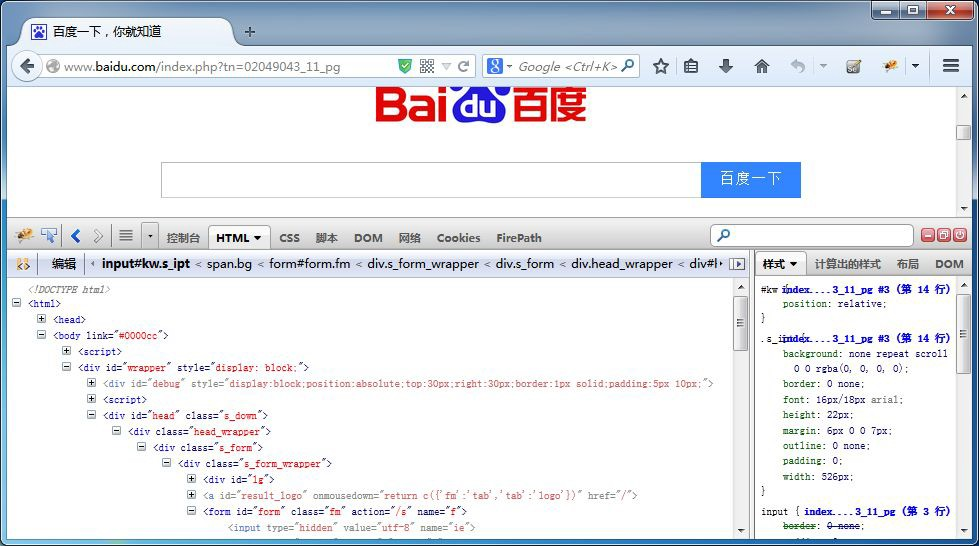 百度一下，你就知道
www.baidu.com/index.php?tn=02049043_11_pg
Google <Ctrl+K>
Bai du 百度
百度一下
控制台 HTML CSS 脚本 DOM 网络 Cookies FirePath
编辑 input#kw.s_ipt < span.bg < form#form.fm < div.s_form_wrapper < div.s_form < div.head_wrapper <
样式 计算出的样式 布局 DOM
<!DOCTYPE html>
<html>
<head>
<body link="#0000cc">
<script>
<div id="wrapper" style="display: block;">
<div id="debug" style="display:block;position:absolute;top:30px;right:30px;border:1px solid;padding:5px 10px;">
<script>
<div id="head" class="s_down">
<div class="head_wrapper">
<div class="s_form">
<div class="s_form_wrapper">
<div id="lg">
<a id="result_logo" onmousedown="return c({'fm':'tab','tab':'logo'})" href="/">
<form id="form" class="fm" action="/s" name="f">
<input type="hidden" value="utf-8" name="ie">
#kw index....3_11_pg #3 (第 14 行)
position: relative;
}
index....3_11_pg #3 (第 14 行)
background: none repeat scroll
0 0 rgba(0, 0, 0, 0);
border: 0 none;
font: 16px/18px arial;
height: 22px;
margin: 6px 0 0 7px;
outline: 0 none;
padding: 0;
width: 526px;
}
input { index....3_11_pg (第 3 行)
border: 0 none;